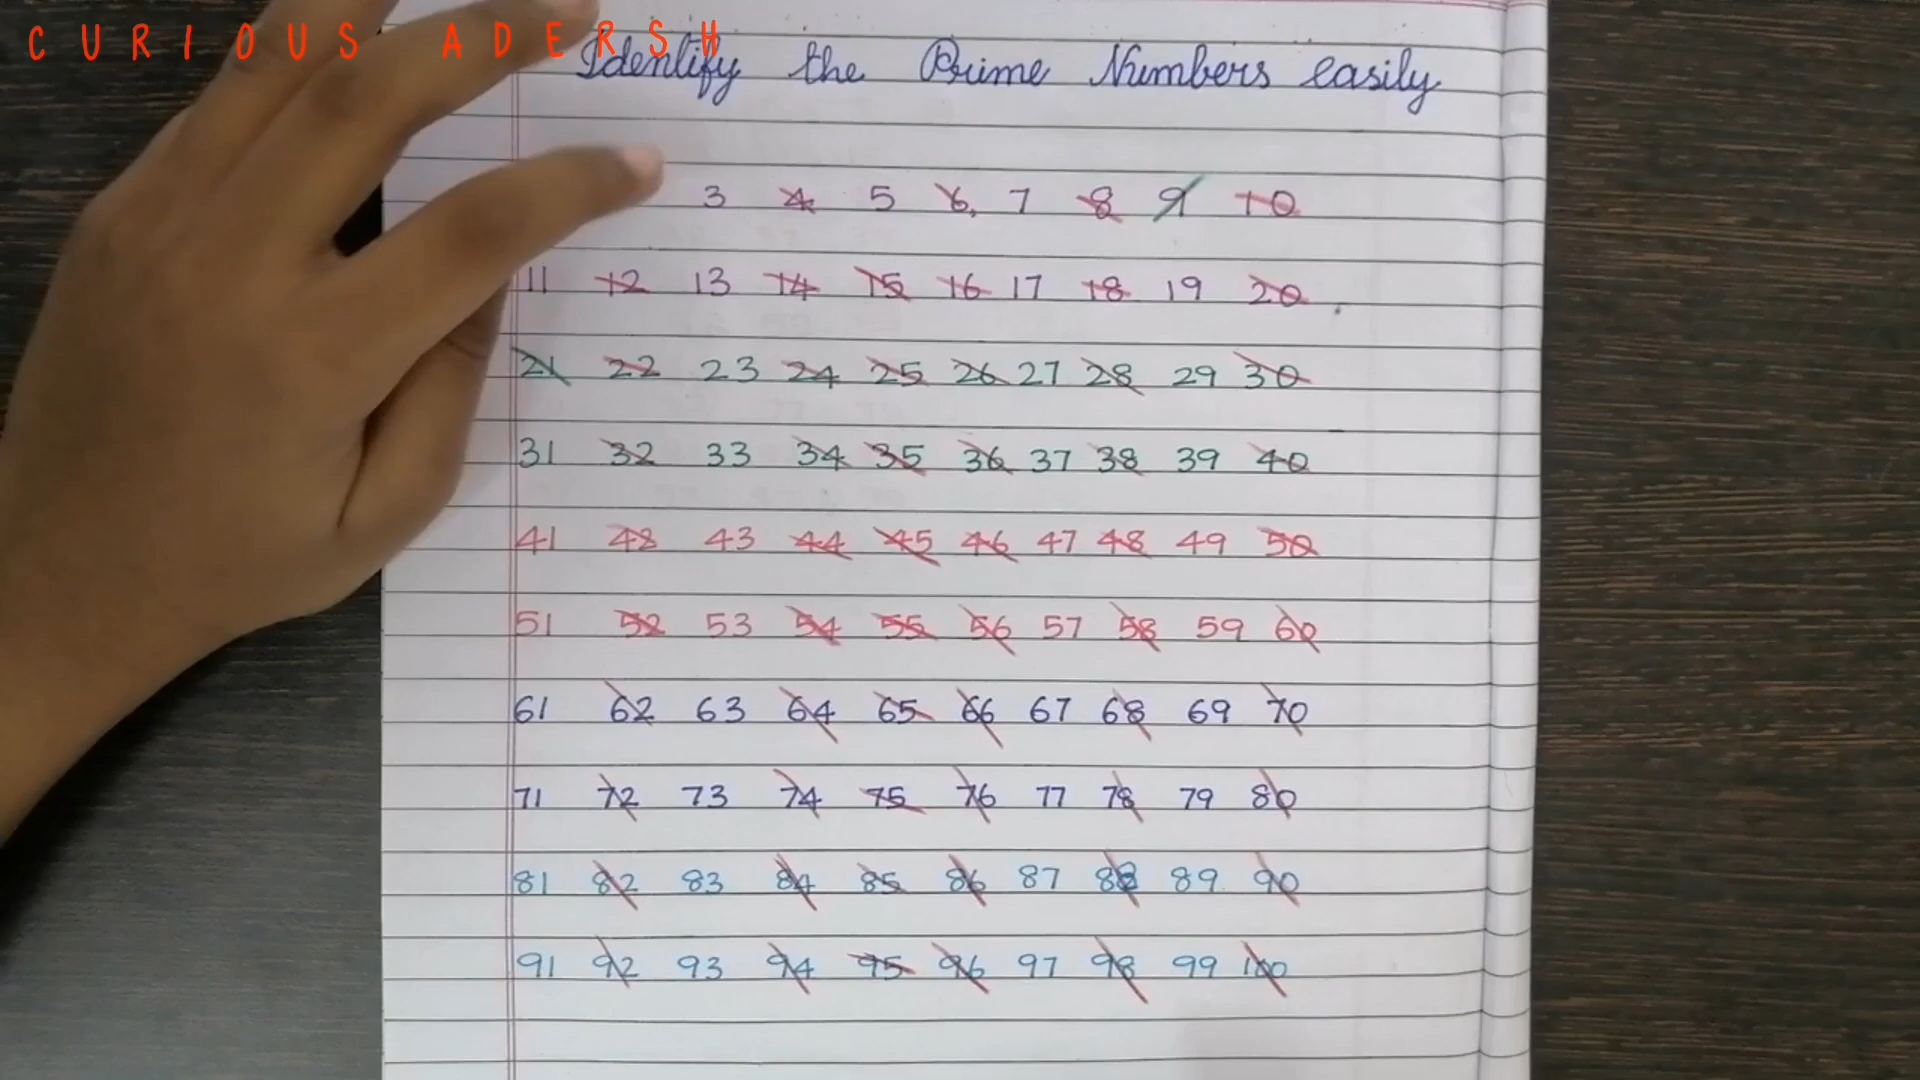 CURIOUS ADERSH
Identify the Prime Numbers easily
3 4 5 6 7 8 9 10
11 12 13 14 15 16 17 18 19 20
21 22 23 24 25 26 27 28 29 30
31 32 33 34 35 36 37 38 39 40
41 48 43 44 45 46 47 48 49 50
51 52 53 54 55 56 57 58 59 60
61 62 63 64 65 66 67 68 69 70
71 72 73 74 75 76 77 78 79 80
81 82 83 84 85 86 87 88 89 90
91 92 93 94 95 96 97 98 99 100